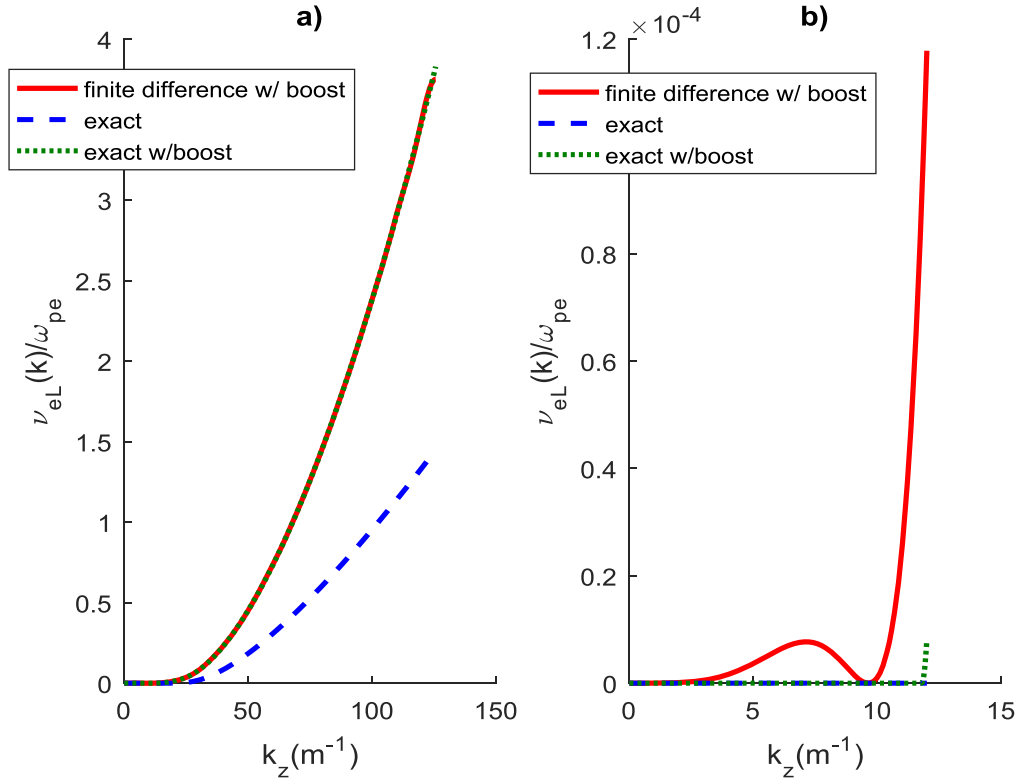 a)
4
finite difference w/ boost
exact
exact w/boost
3
2.5
2
1.5
1
0.5
0
0 50 100 150
ν_eL(k)/ω_pe
k_z(m^-1)
b)
×10^-4
1.2
finite difference w/ boost
exact
exact w/boost
0.8
0.6
0.4
0.2
0
0 5 10 15
ν_eL(k)/ω_pe
k_z(m^-1)